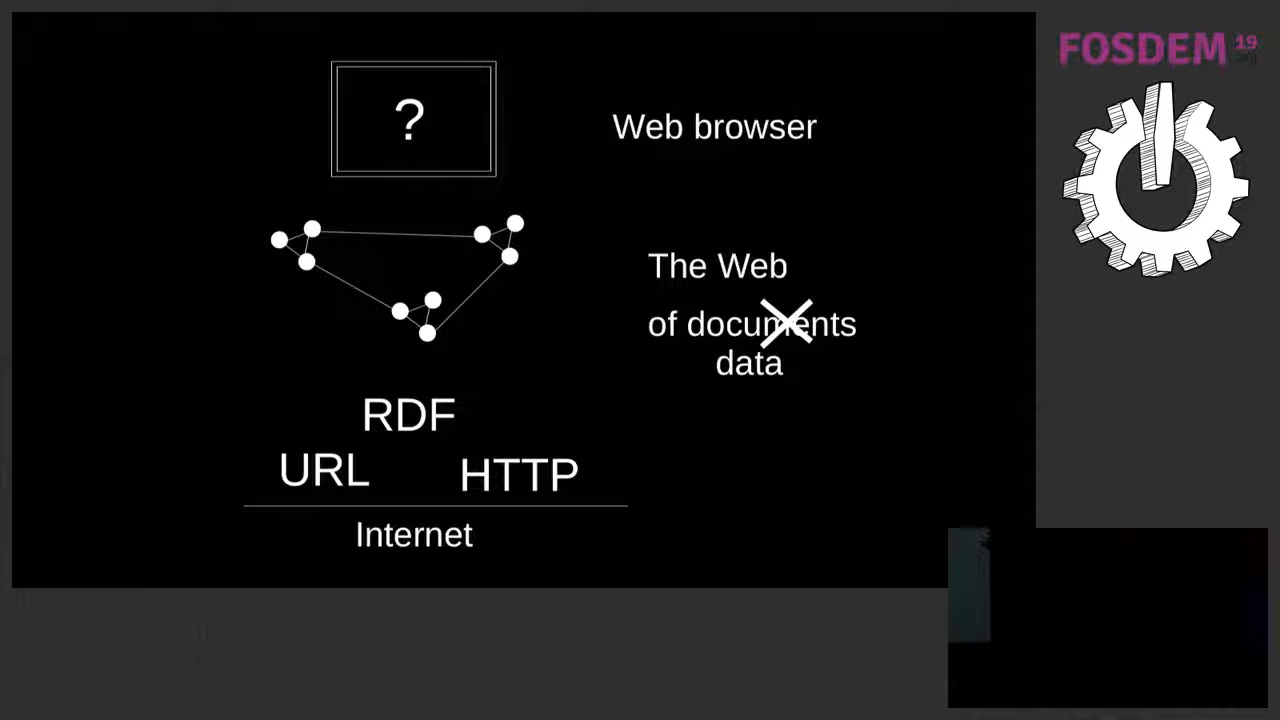 FOSDEM 19
?
Web browser
The Web
of documents
data
RDF
URL
HTTP
Internet